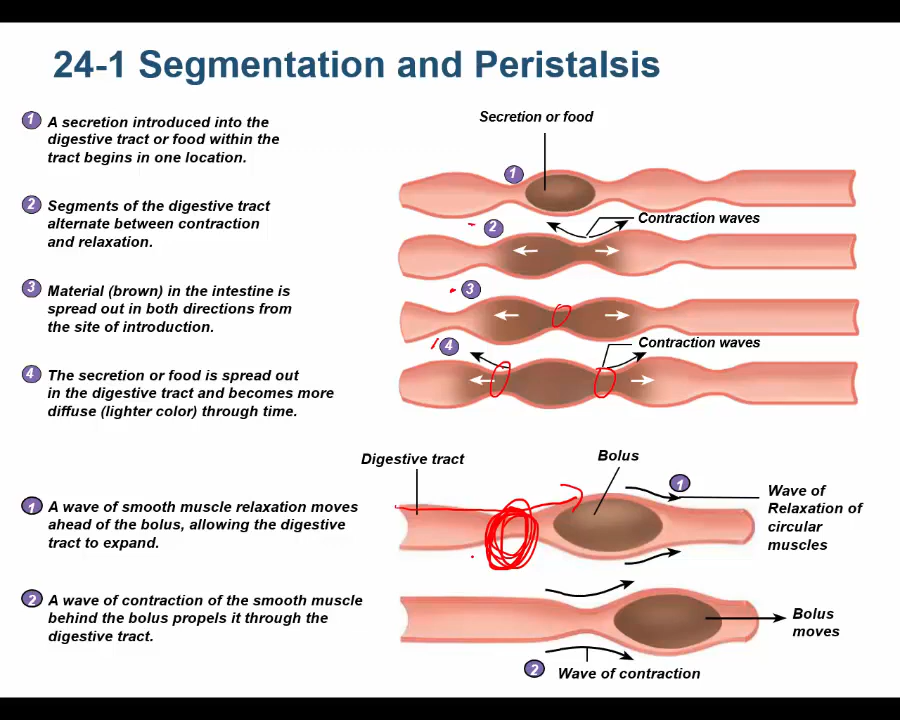 24-1 Segmentation and Peristalsis
1
A secretion introduced into the
digestive tract or food within the
tract begins in one location.
2
Segments of the digestive tract
alternate between contraction
and relaxation.
3
Material (brown) in the intestine is
spread out in both directions from
the site of introduction.
4
The secretion or food is spread out
in the digestive tract and becomes more
diffuse (lighter color) through time.
Secretion or food
1
2
Contraction waves
3
4
Contraction waves
1
A wave of smooth muscle relaxation moves
ahead of the bolus, allowing the digestive
tract to expand.
2
A wave of contraction of the smooth muscle
behind the bolus propels it through the
digestive tract.
Digestive tract
Bolus
1
Wave of
Relaxation of
circular
muscles
Bolus
moves
2
Wave of contraction